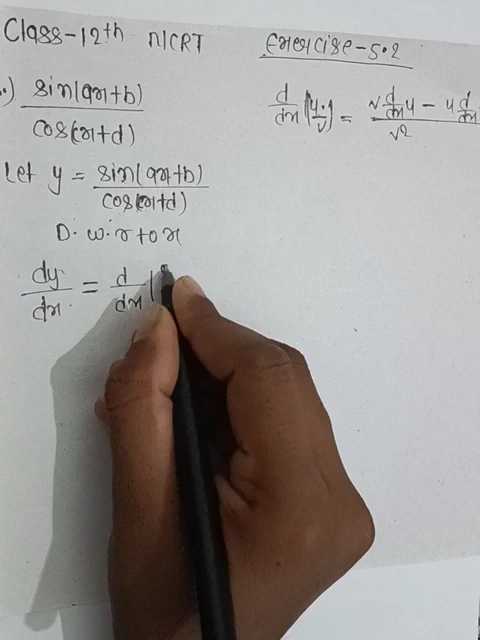 Class-12th NCRT Exercise-5.2
.) sin(ax+b)/cos(cx+d)
d/dx(u/v) = v d/dx u - u d/dx / v²
Let y = sin(ax+b)/cos(cx+d)
D.w.r to x
dy/dx = d/dx (